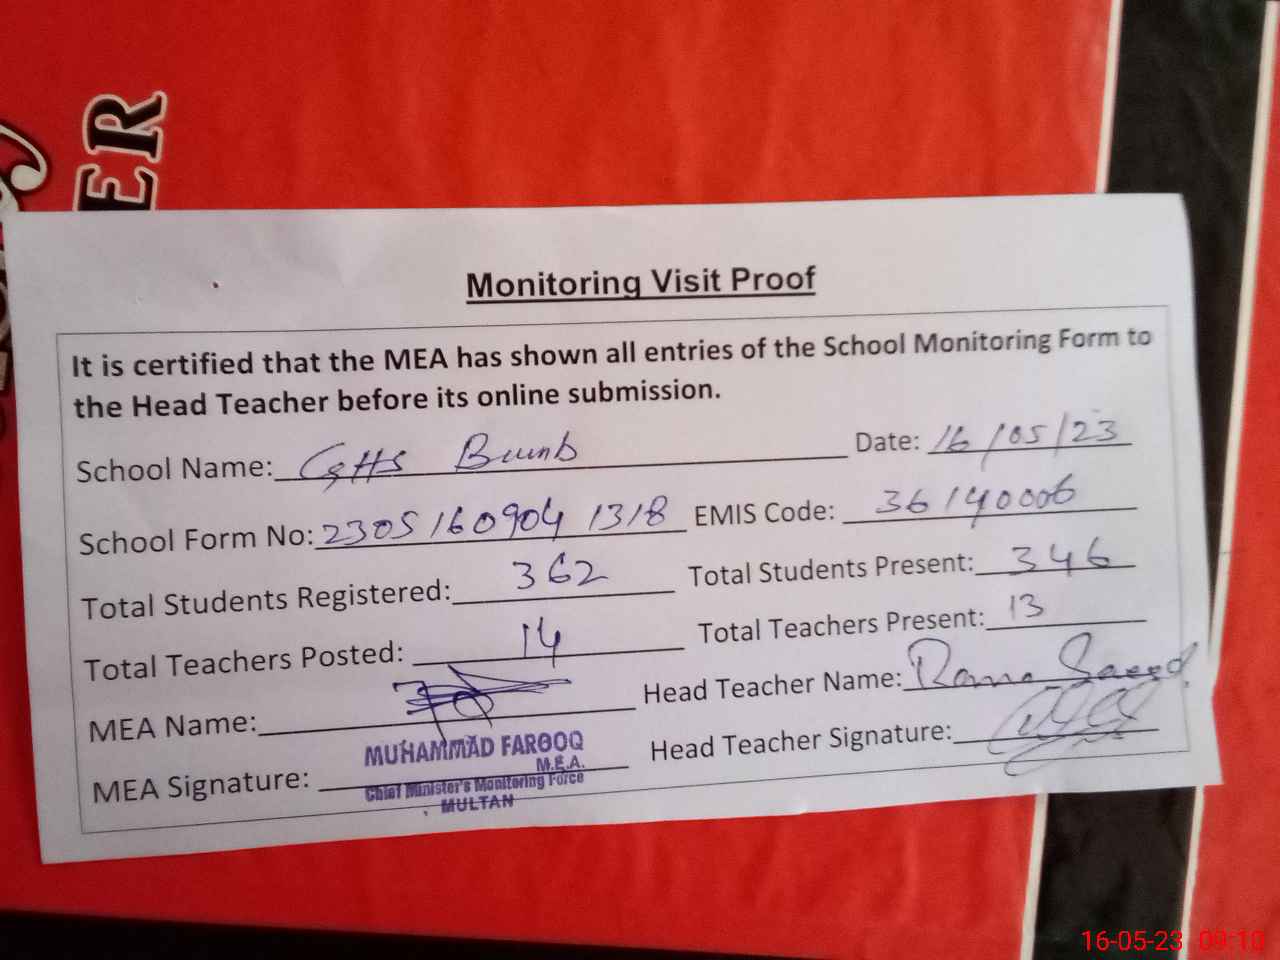 ER
Monitoring Visit Proof
It is certified that the MEA has shown all entries of the School Monitoring Form to
the Head Teacher before its online submission.
School Name: GHS Bumb Date: 16/05/23
School Form No: 2305160904 1318 EMIS Code: 36140006
Total Students Registered: 362 Total Students Present: 346
Total Teachers Posted: 14 Total Teachers Present: 13
MEA Name: Head Teacher Name: Rana Saeed
MEA Signature: Head Teacher Signature:
MUHAMMAD FAROOQ
M.E.A.
Chief Minister's Monitoring Force
MULTAN
16-05-23 09:10